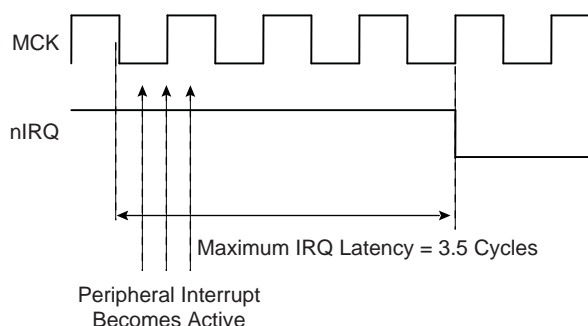 MCK
nIRQ
Maximum IRQ Latency = 3.5 Cycles
Peripheral Interrupt
Becomes Active